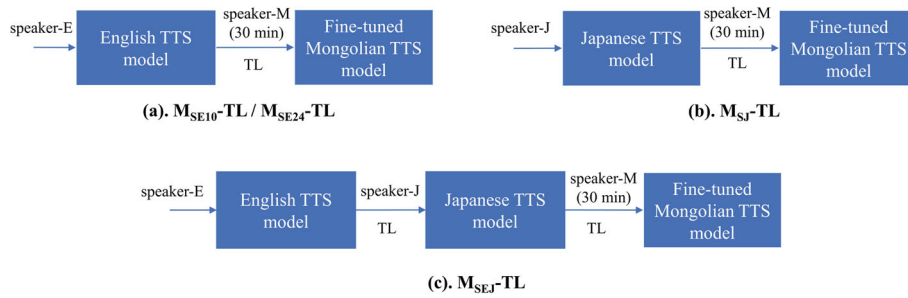 speaker-E
English TTS
model
speaker-M
(30 min)
TL
Fine-tuned
Mongolian TTS
model
(a). MSE10-TL / MSE24-TL
speaker-J
Japanese TTS
model
speaker-M
(30 min)
TL
Fine-tuned
Mongolian TTS
model
(b). MSJ-TL
speaker-E
English TTS
model
speaker-J
TL
Japanese TTS
model
speaker-M
(30 min)
TL
Fine-tuned
Mongolian TTS
model
(c). MSEJ-TL